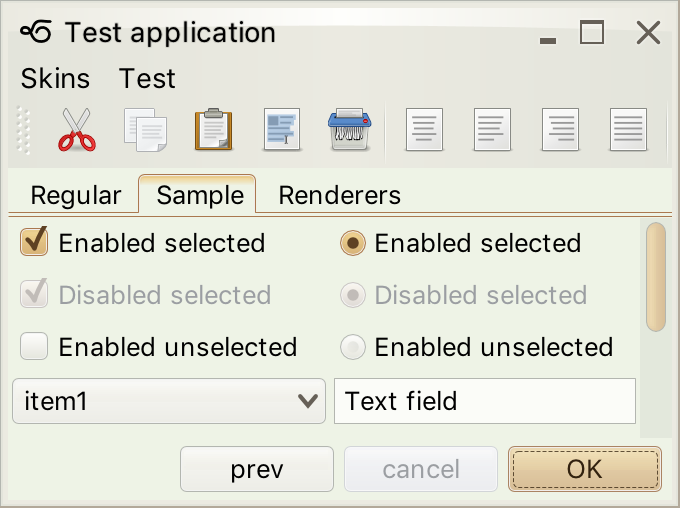 Test application
Skins Test
Regular Sample Renderers
Enabled selected Enabled selected
Disabled selected Disabled selected
Enabled unselected Enabled unselected
item1 Text field
prev cancel OK